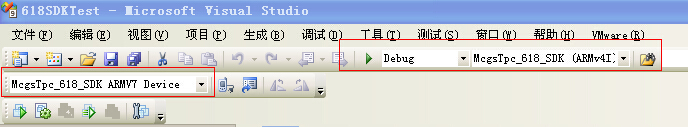 618SDKTest - Microsoft Visual Studio
文件(F) 编辑(E) 视图(V) 项目(P) 生成(B) 调试(D) 工具(T) 测试(S) 窗口(W) 帮助(H) VMware(R)
Debug McgsTpc_618_SDK (ARMv4I)
McgsTpc_618_SDK ARMV7 Device